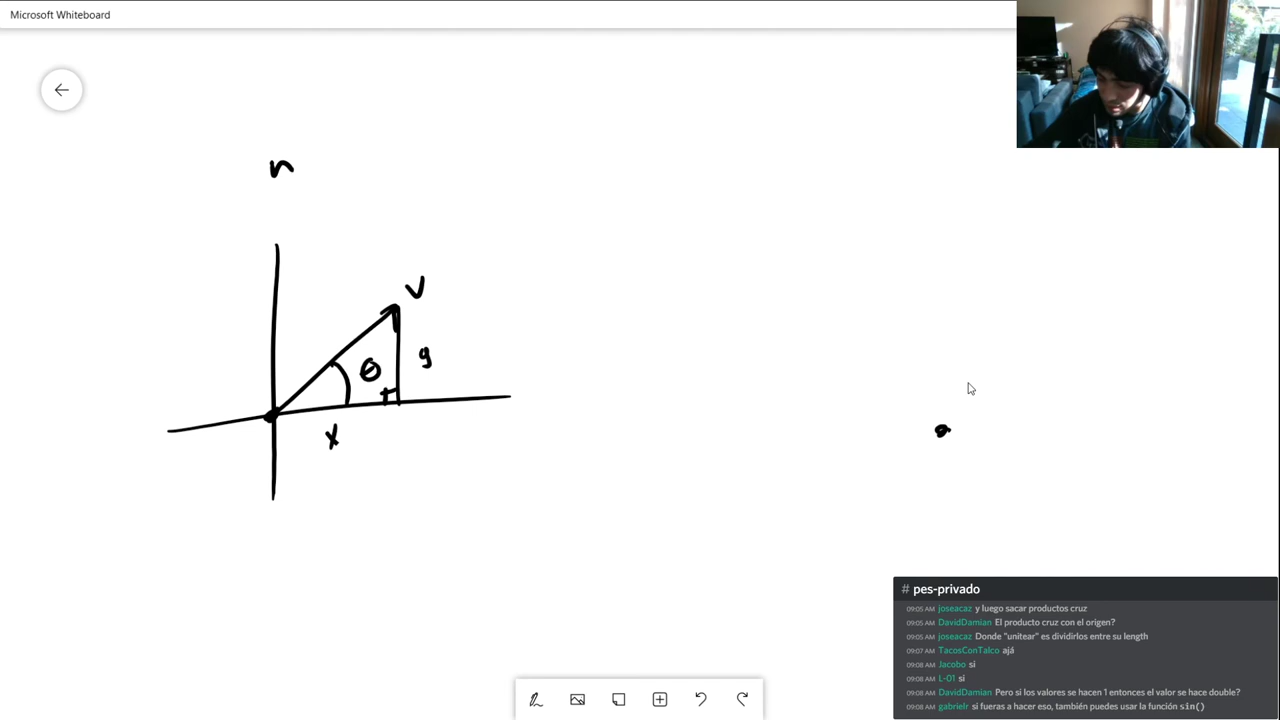 Microsoft Whiteboard
n
v
θ
y
x
# pes-privado
09:05 AM joseacaz y luego sacar productos cruz
09:05 AM DavidDamian El producto cruz con el origen?
09:05 AM joseacaz Donde "unitear" es dividirlos entre su length
09:07 AM TacosConTalco ajá
09:08 AM Jacobo si
09:08 AM L-01 si
09:08 AM DavidDamian Pero si los valores se hacen 1 entonces el valor se hace double?
09:08 AM gabrielr si fueras a hacer eso, también puedes usar la función sin()